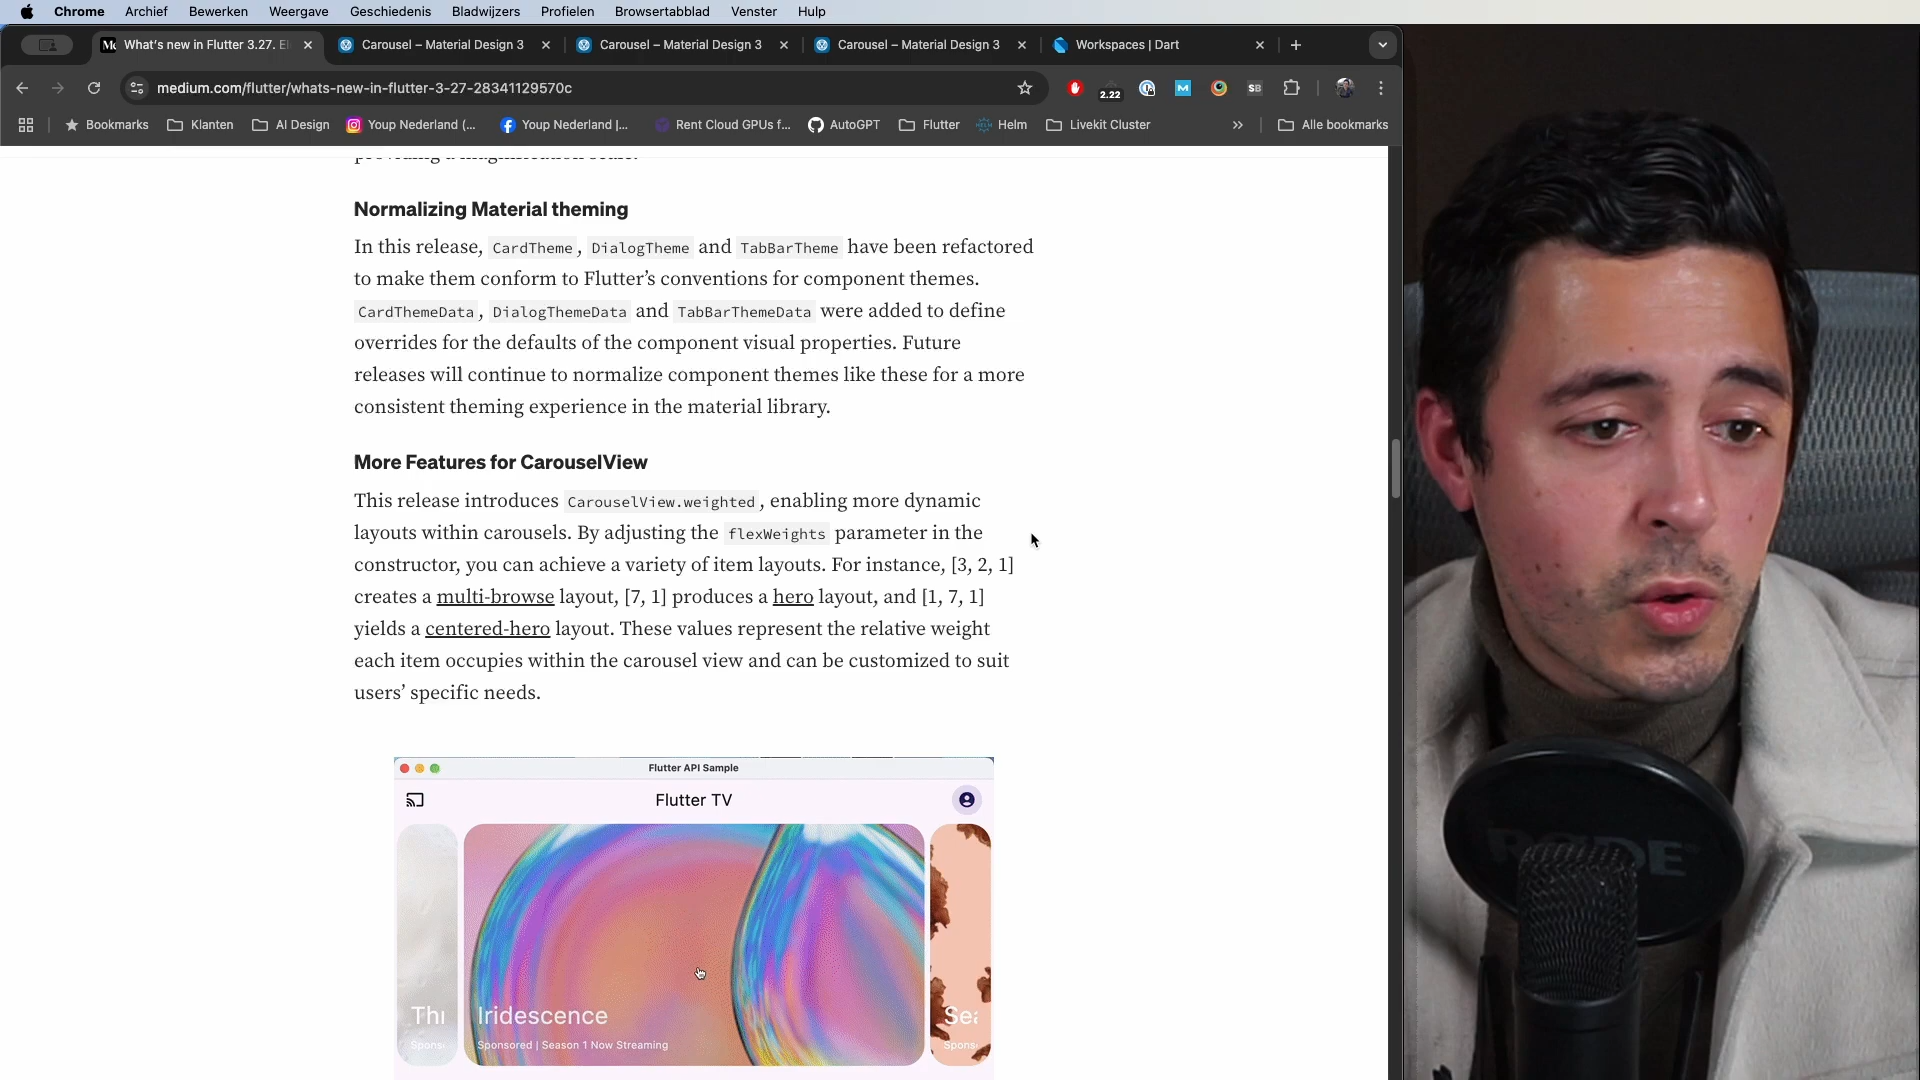 Chrome Archief Bewerken Weergave Geschiedenis Bladwijzers Profielen Browsertabblad Venster Hulp
What's new in Flutter 3.27. Carousel – Material Design 3 Carousel – Material Design 3 Carousel – Material Design 3 Workspaces | Dart
medium.com/flutter/whats-new-in-flutter-3-27-28341129570c 2.22 SB
Bookmarks Klanten AI Design Youp Nederland (... Youp Nederland |... Rent Cloud GPUs f... AutoGPT Flutter Helm Livekit Cluster Alle bookmarks
Normalizing Material theming
In this release, CardTheme, DialogTheme and TabBarTheme have been refactored
to make them conform to Flutter’s conventions for component themes.
CardThemeData, DialogThemeData and TabBarThemeData were added to define
overrides for the defaults of the component visual properties. Future
releases will continue to normalize component themes like these for a more
consistent theming experience in the material library.
More Features for CarouselView
This release introduces CarouselView.weighted, enabling more dynamic
layouts within carousels. By adjusting the flexWeights parameter in the
constructor, you can achieve a variety of item layouts. For instance, [3, 2, 1]
creates a multi-browse layout, [7, 1] produces a hero layout, and [1, 7, 1]
yields a centered-hero layout. These values represent the relative weight
each item occupies within the carousel view and can be customized to suit
users’ specific needs.
Flutter API Sample
Flutter TV
Iridescence
Sponsored | Season 1 Now Streaming
RØDE